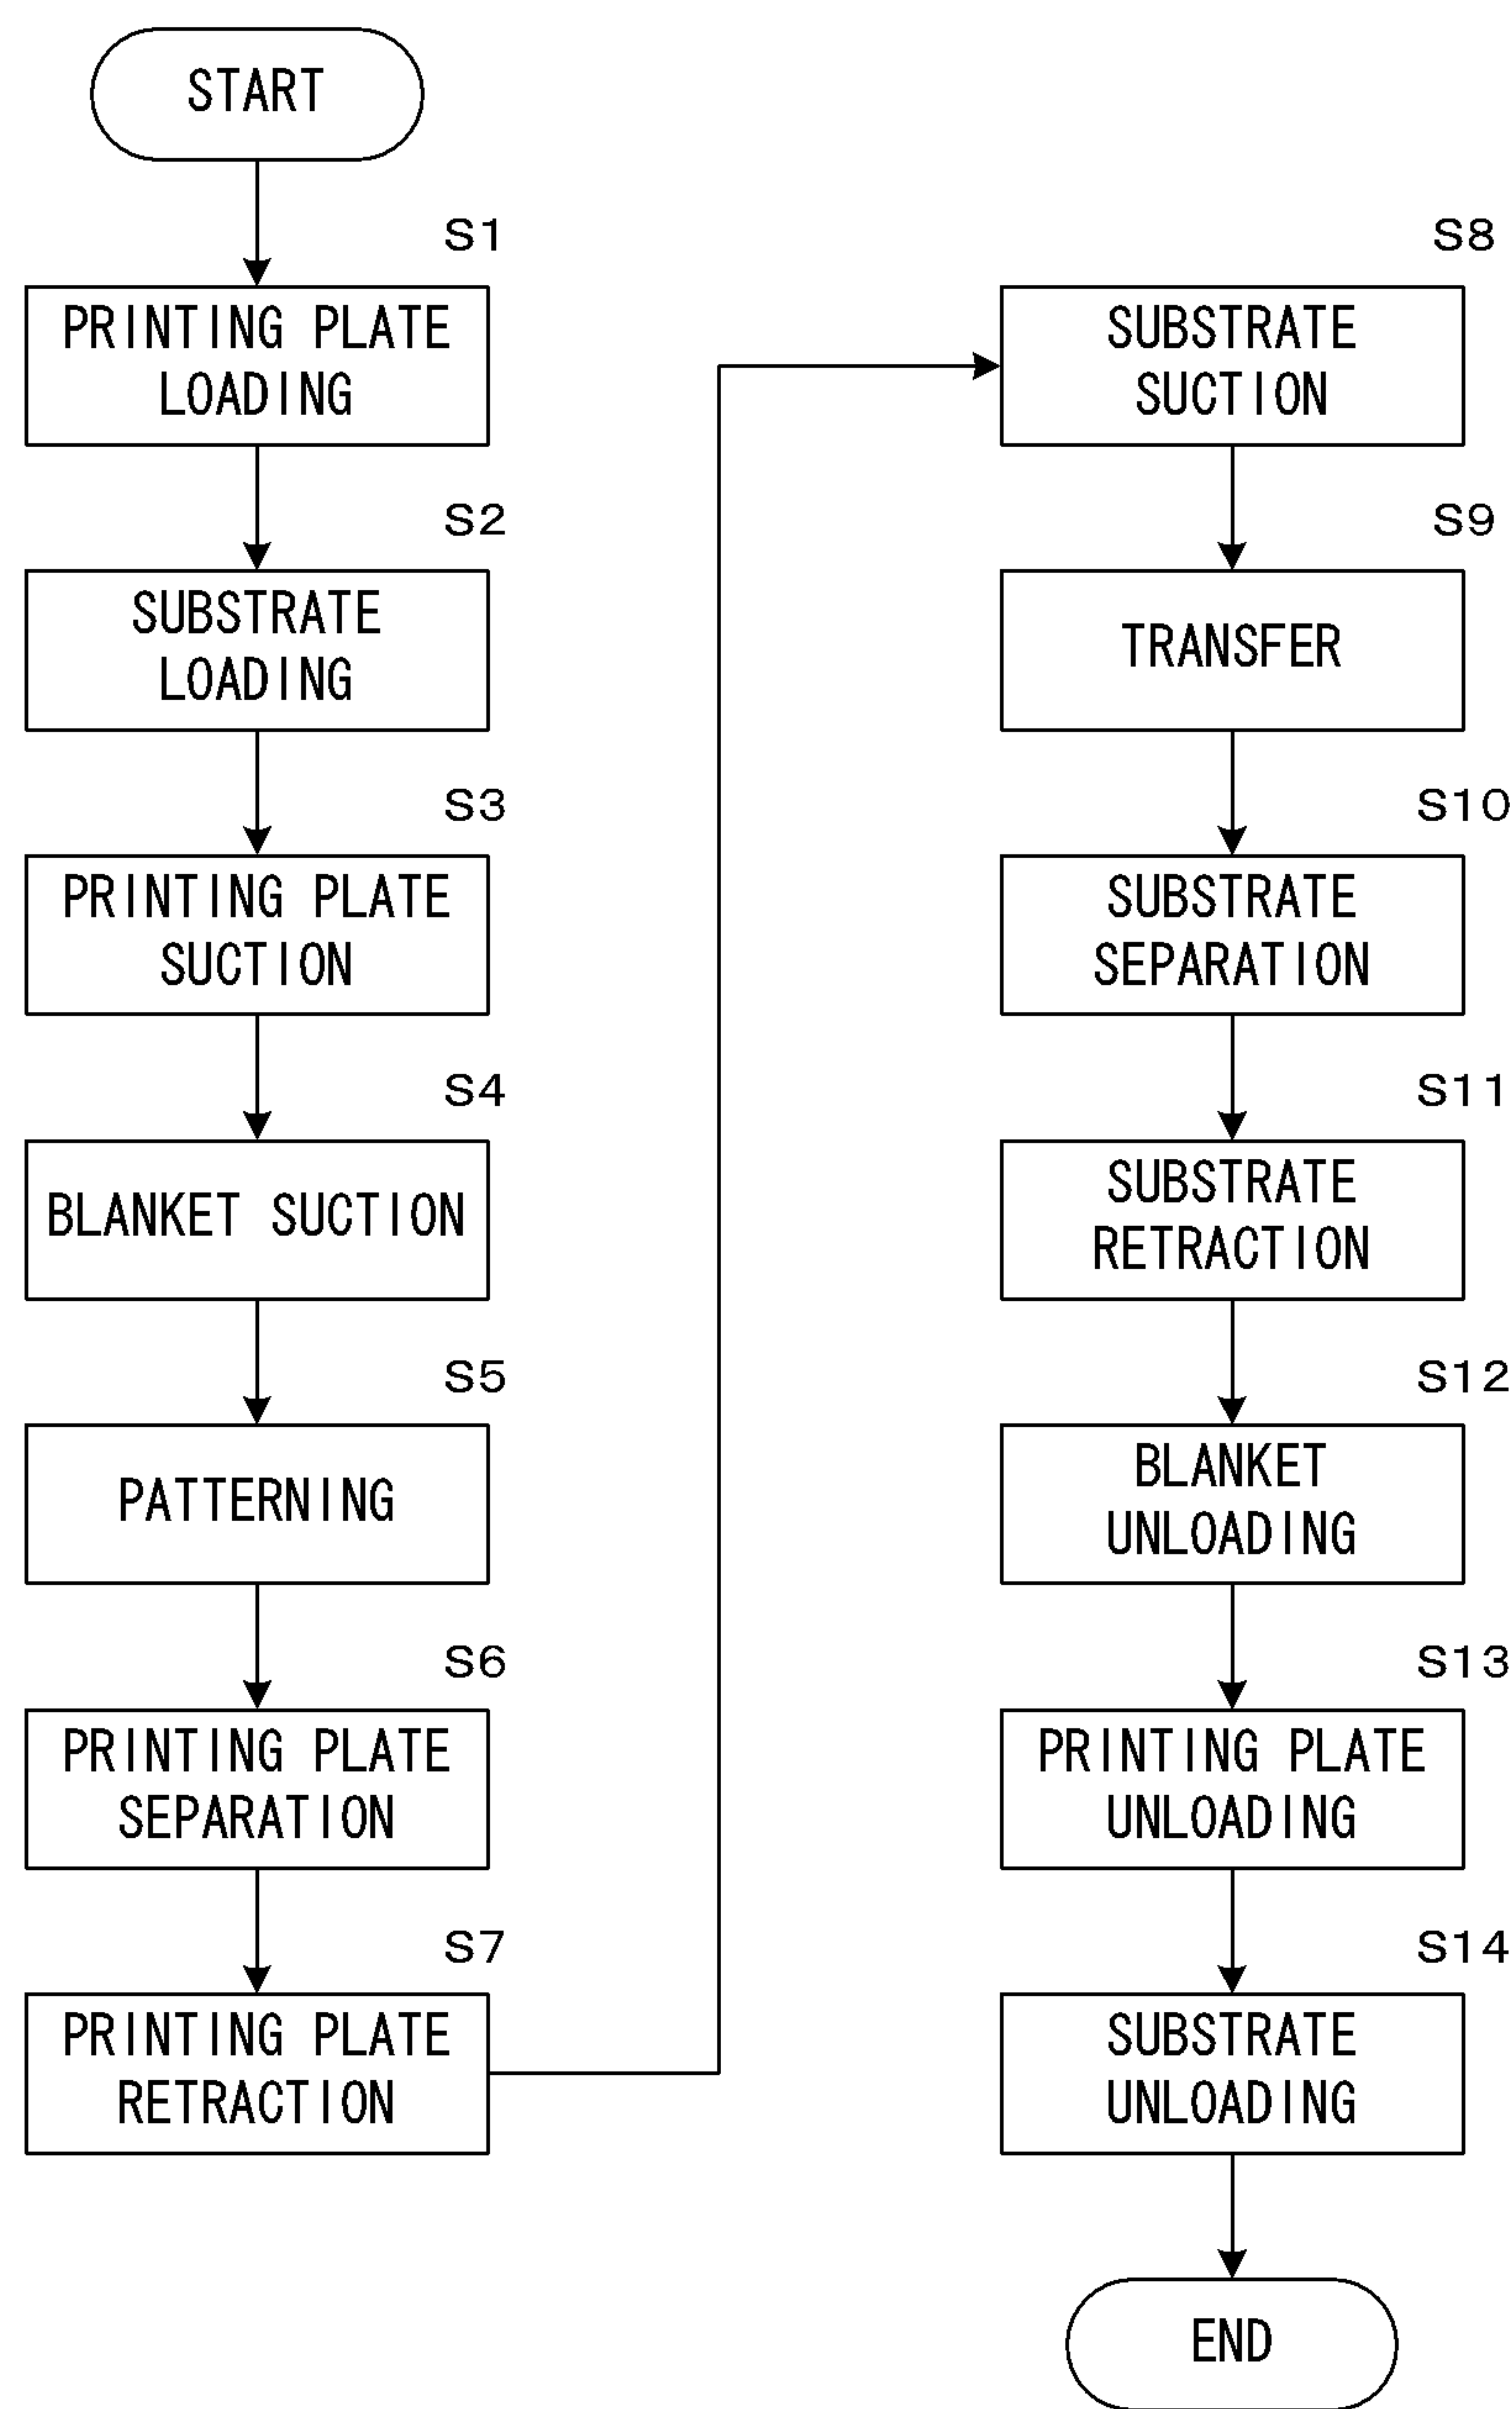 START
S1
PRINTING PLATE
LOADING
S2
SUBSTRATE
LOADING
S3
PRINTING PLATE
SUCTION
S4
BLANKET SUCTION
S5
PATTERNING
S6
PRINTING PLATE
SEPARATION
S7
PRINTING PLATE
RETRACTION
S8
SUBSTRATE
SUCTION
S9
TRANSFER
S10
SUBSTRATE
SEPARATION
S11
SUBSTRATE
RETRACTION
S12
BLANKET
UNLOADING
S13
PRINTING PLATE
UNLOADING
S14
SUBSTRATE
UNLOADING
END